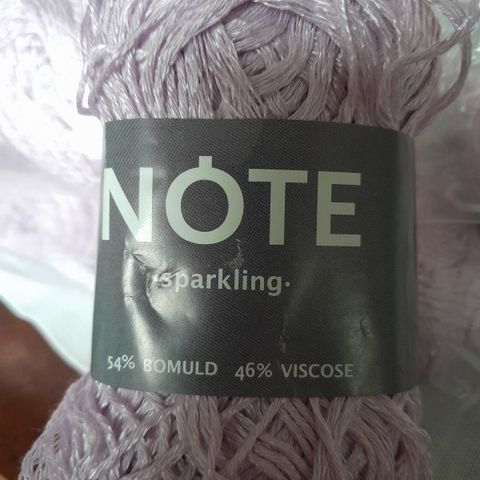 NOTE
·sparkling·
54% BOMULD 46% VISCOSE